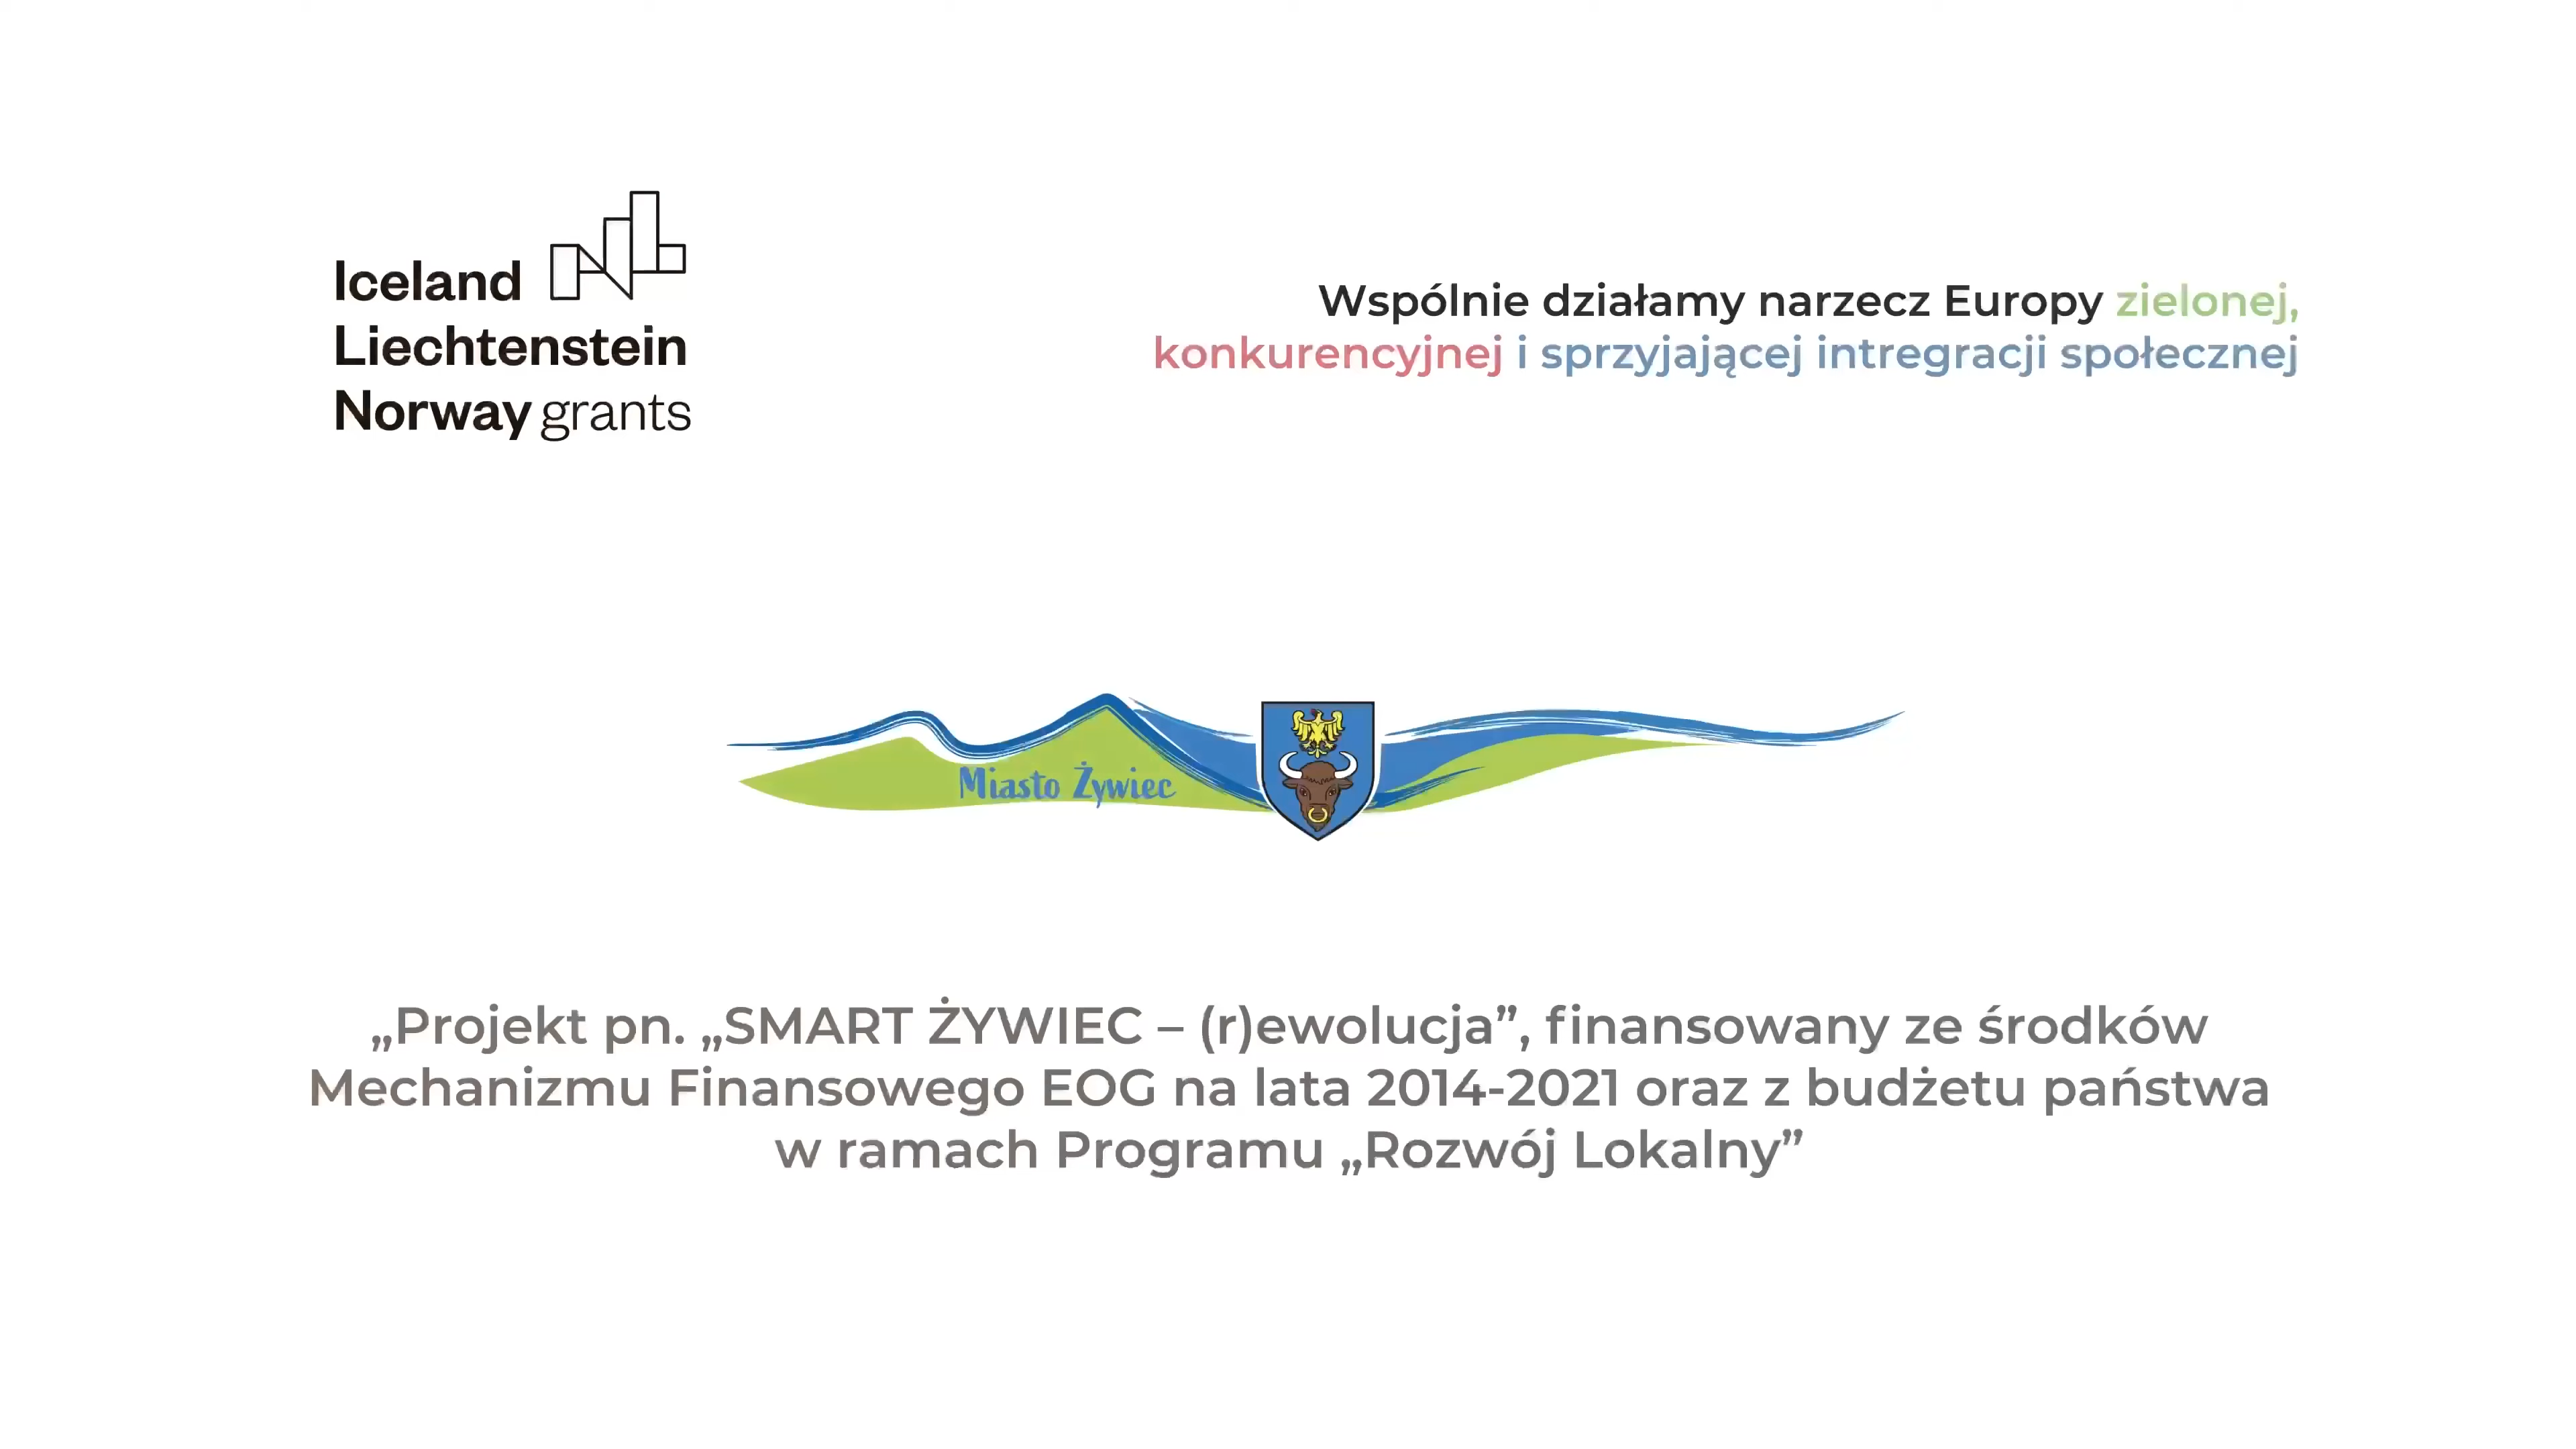 Iceland
Liechtenstein
Norway grants
Wspólnie działamy narzecz Europy zielonej,
konkurencyjnej i sprzyjającej intregracji społecznej
Miasto Żywiec
„Projekt pn. „SMART ŻYWIEC – (r)ewolucja”, finansowany ze środków
Mechanizmu Finansowego EOG na lata 2014-2021 oraz z budżetu państwa
w ramach Programu „Rozwój Lokalny”